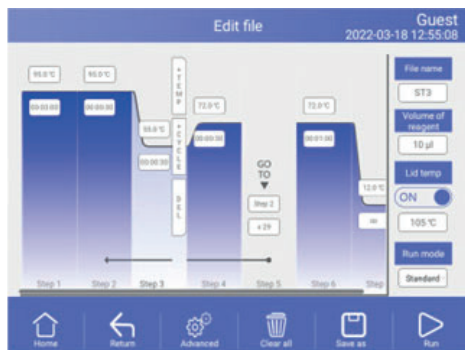 Edit file
Guest
2022-03-18 12:55:08
95.0 ℃
95.0 ℃
+TEMP
72.0 ℃
72.0 ℃
File name
ST3
00:03:00
00:00:30
+CYCLE
00:00:30
00:01:00
Volume of
reagent
10 µl
00:00:30
GO
TO
Lid temp
ON
12.0 ℃
DEL
Step 2
x 29
∞
105 ℃
Run mode
Standard
Step 1
Step 2
Step 3
Step 4
Step 5
Step 6
Step
Home
Return
Advanced
Clear all
Save as
Run